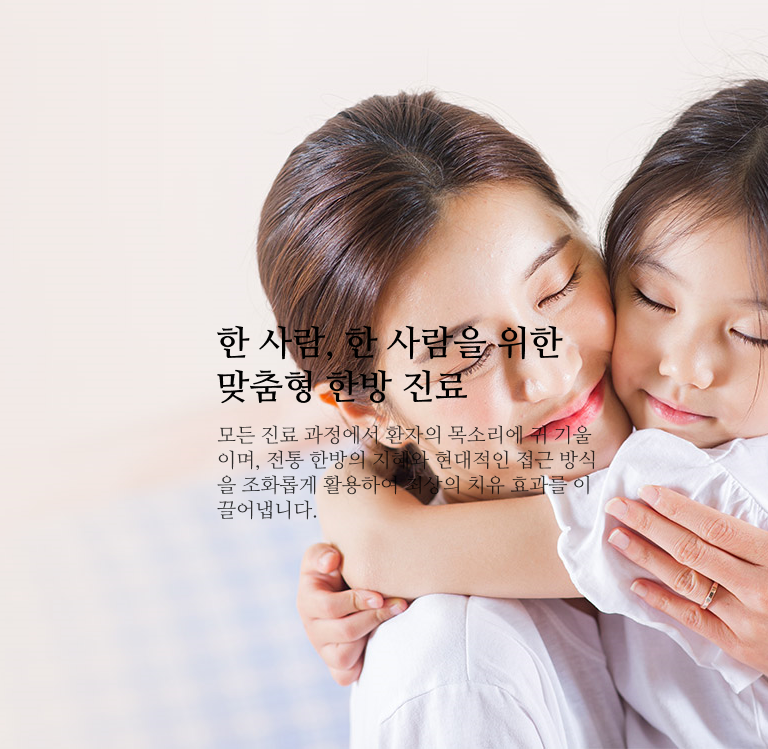 한 사람, 한 사람을 위한
맞춤형 한방 진료
모든 진료 과정에서 환자의 목소리에 귀 기울
이며, 전통 한방의 지혜와 현대적인 접근 방식
을 조화롭게 활용하여 최상의 치유 효과를 이
끌어냅니다.